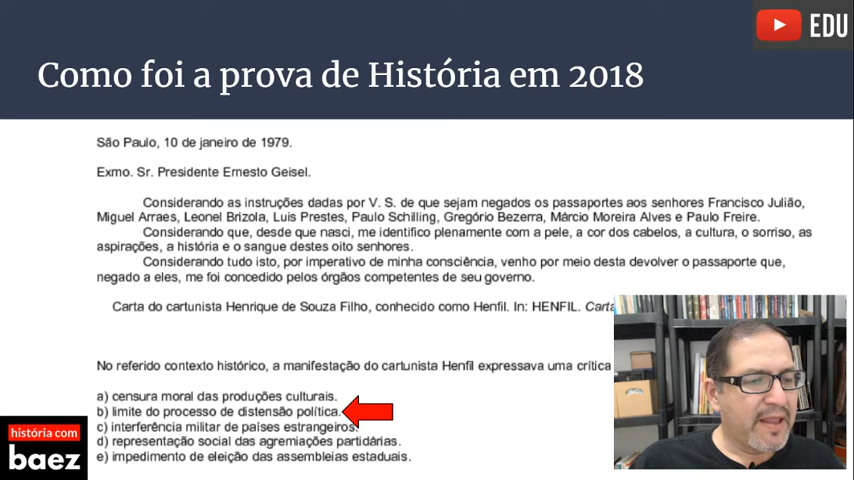 EDU
Como foi a prova de História em 2018
São Paulo, 10 de janeiro de 1979.
Exmo. Sr. Presidente Ernesto Geisel.
Considerando as instruções dadas por V. S. de que sejam negados os passaportes aos senhores Francisco Julião,
Miguel Arraes, Leonel Brizola, Luis Prestes, Paulo Schilling, Gregório Bezerra, Márcio Moreira Alves e Paulo Freire.
Considerando que, desde que nasci, me identifico plenamente com a pele, a cor dos cabelos, a cultura, o sorriso, as
aspirações, a história e o sangue destes oito senhores.
Considerando tudo isto, por imperativo de minha consciência, venho por meio desta devolver o passaporte que,
negado a eles, me foi concedido pelos órgãos competentes de seu governo.
Carta do cartunista Henrique de Souza Filho, conhecido como Henfil. In: HENFIL. Carta
No referido contexto histórico, a manifestação do cartunista Henfil expressava uma crítica
a) censura moral das produções culturais.
b) limite do processo de distensão política.
c) interferência militar de países estrangeiros.
d) representação social das agremiações partidárias.
e) impedimento de eleição das assembleias estaduais.
história com
baez